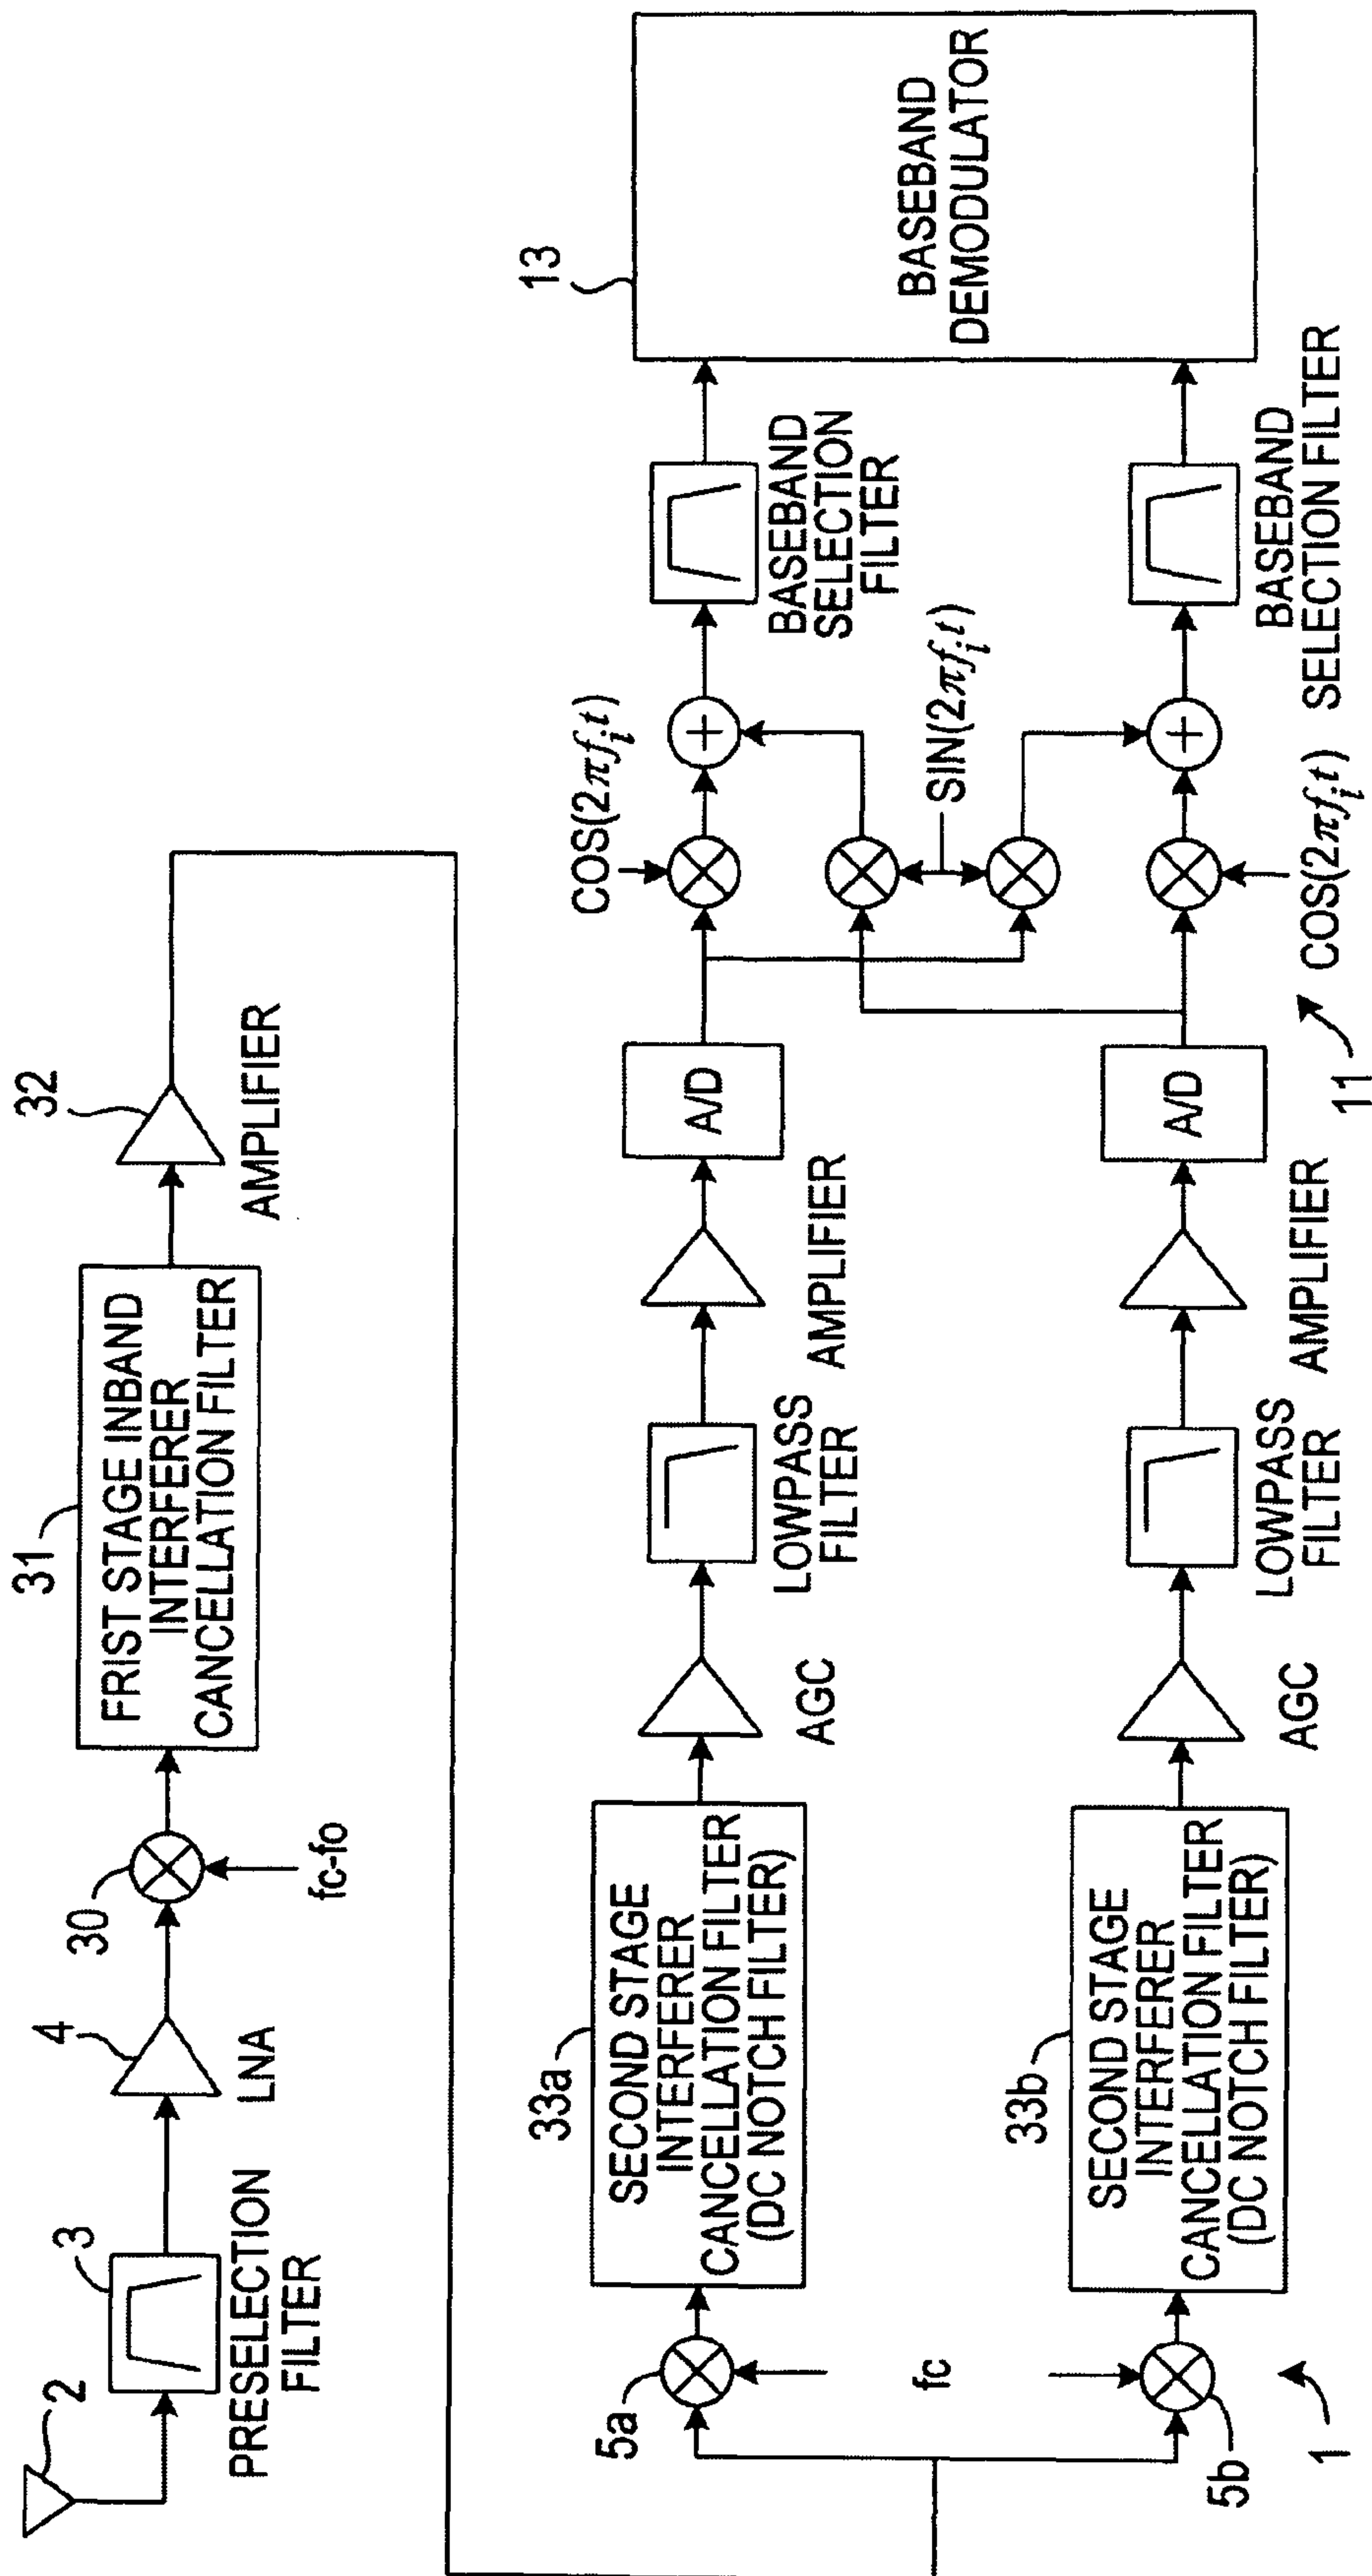 2
3
PRESELECTION
FILTER
4
LNA
30
fc-fo
31
FRIST STAGE INBAND
INTERFERER
CANCELLATION FILTER
32
AMPLIFIER
5a
fc
5b
1
33a
SECOND STAGE
INTERFERER
CANCELLATION FILTER
(DC NOTCH FILTER)
AGC
LOWPASS
FILTER
AMPLIFIER
A/D
COS(2πfit)
BASEBAND
SELECTION
FILTER
SIN(2πfit)
33b
SECOND STAGE
INTERFERER
CANCELLATION FILTER
(DC NOTCH FILTER)
AGC
LOWPASS
FILTER
AMPLIFIER
A/D
11
COS(2πfit)
BASEBAND
SELECTION FILTER
13
BASEBAND
DEMODULATOR